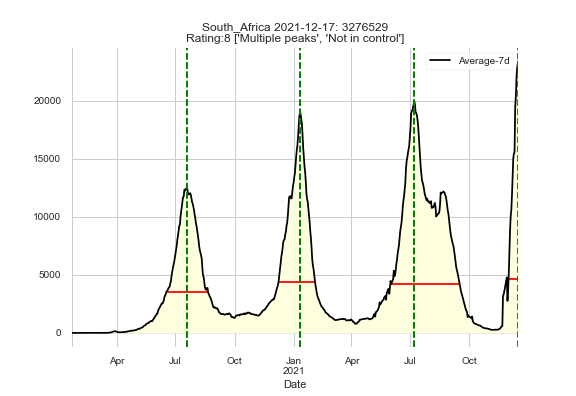 South_Africa 2021-12-17: 3276529
Rating:8 ['Multiple peaks', 'Not in control']
Average-7d
20000
15000
10000
5000
0
Apr
Jul
Oct
Jan
2021
Apr
Jul
Oct
Date